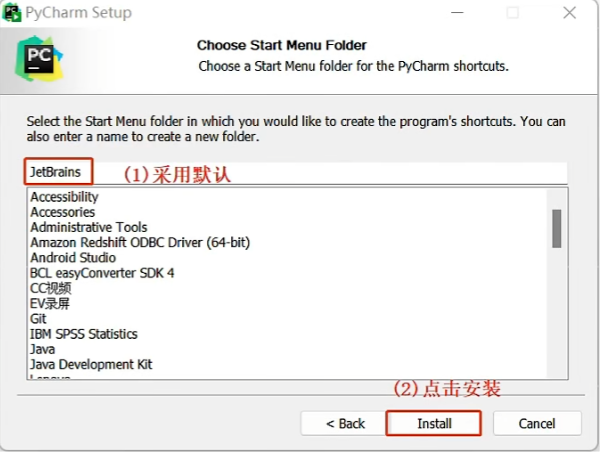 PyCharm Setup
PC
Choose Start Menu Folder
Choose a Start Menu folder for the PyCharm shortcuts.
Select the Start Menu folder in which you would like to create the program's shortcuts. You can
also enter a name to create a new folder.
JetBrains
(1)采用默认
Accessibility
Accessories
Administrative Tools
Amazon Redshift ODBC Driver (64-bit)
Android Studio
BCL easyConverter SDK 4
CC视频
EV录屏
Git
IBM SPSS Statistics
Java
Java Development Kit
(2)点击安装
< Back
Install
Cancel